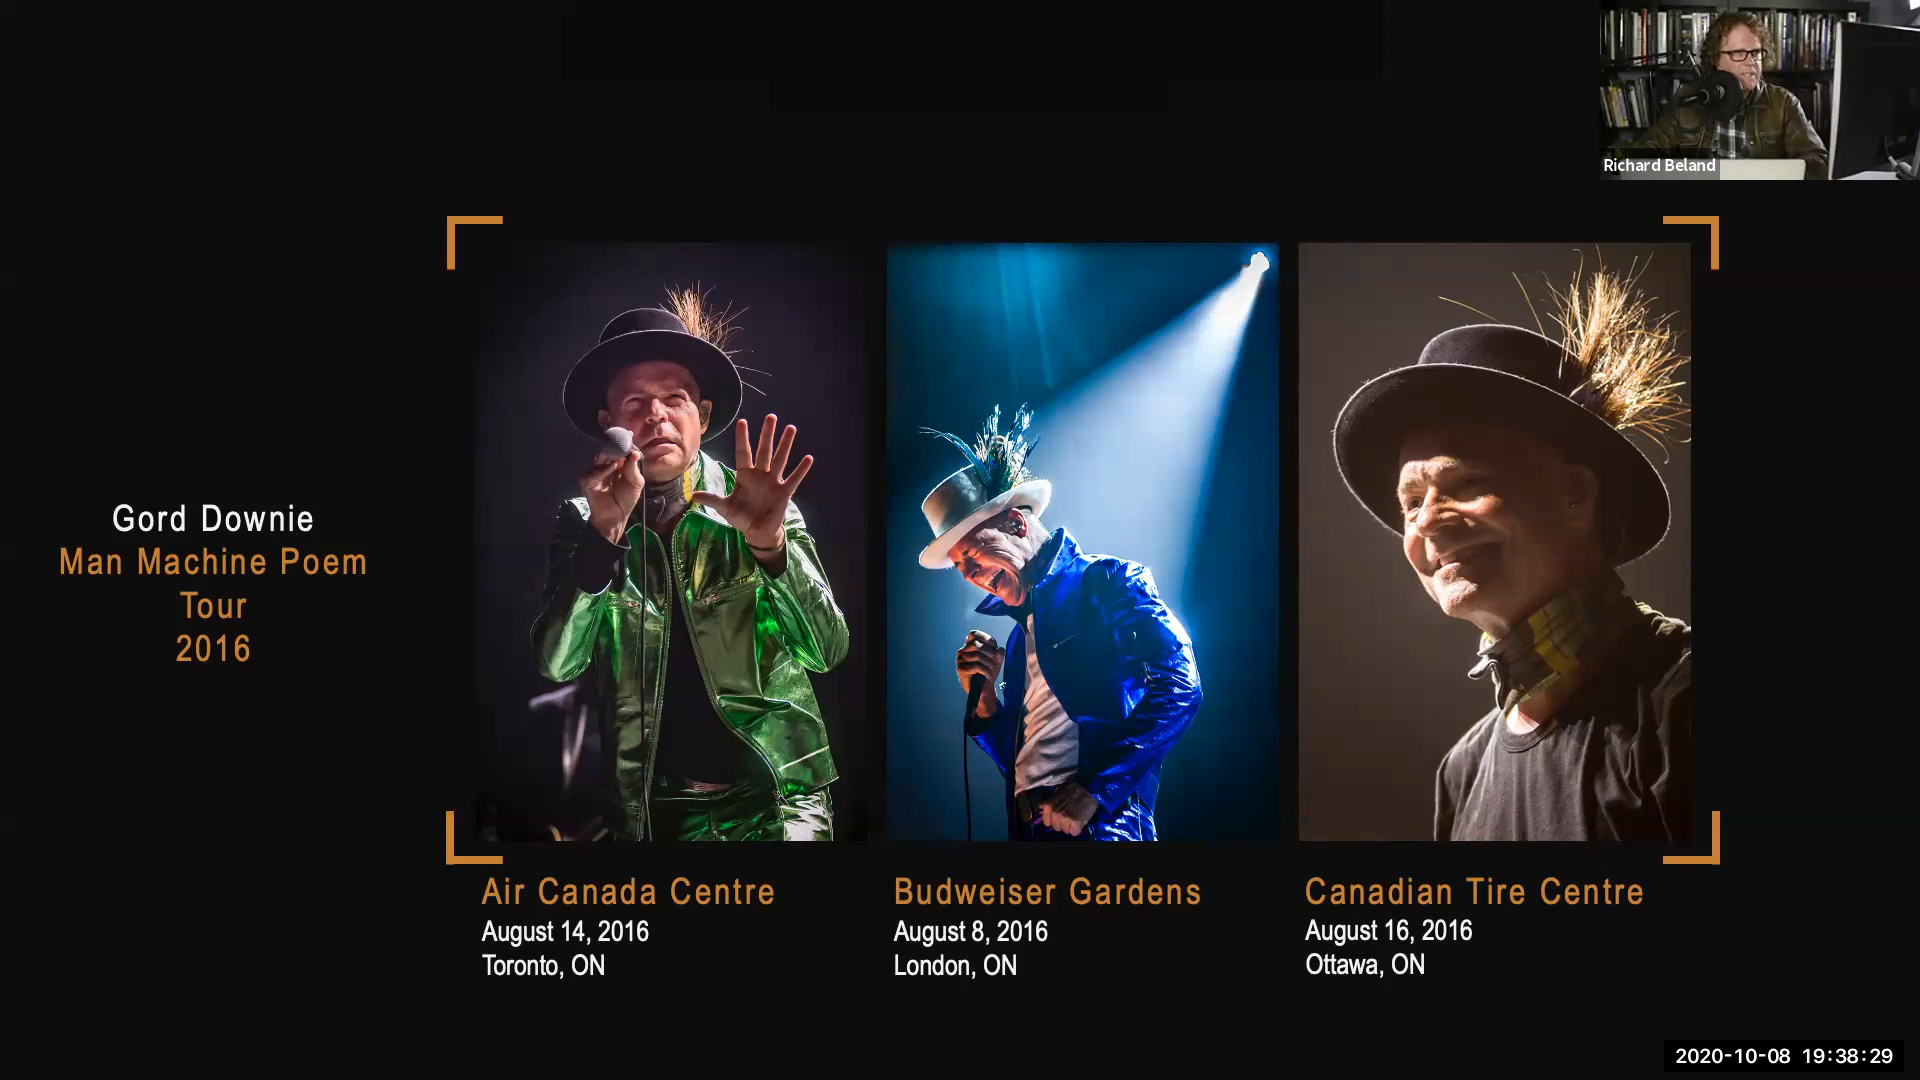 Richard Beland
Gord Downie
Man Machine Poem
Tour
2016
Air Canada Centre
August 14, 2016
Toronto, ON
Budweiser Gardens
August 8, 2016
London, ON
Canadian Tire Centre
August 16, 2016
Ottawa, ON
2020-10-08 19:38:29